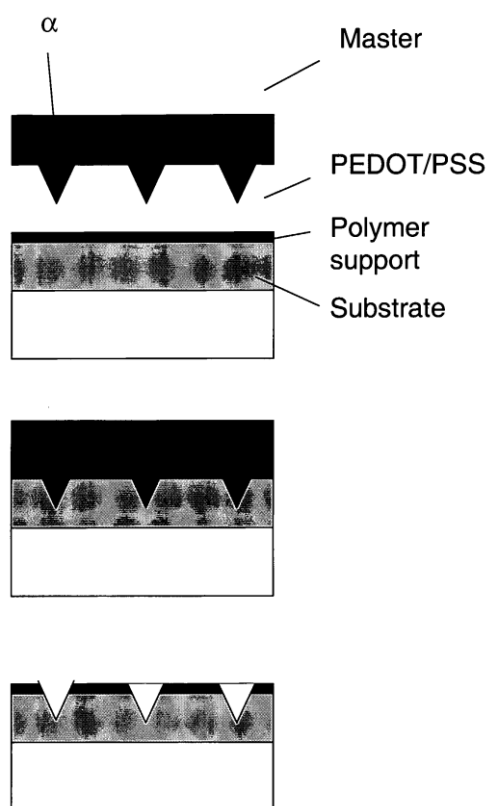 α
Master
PEDOT/PSS
Polymer
support
Substrate